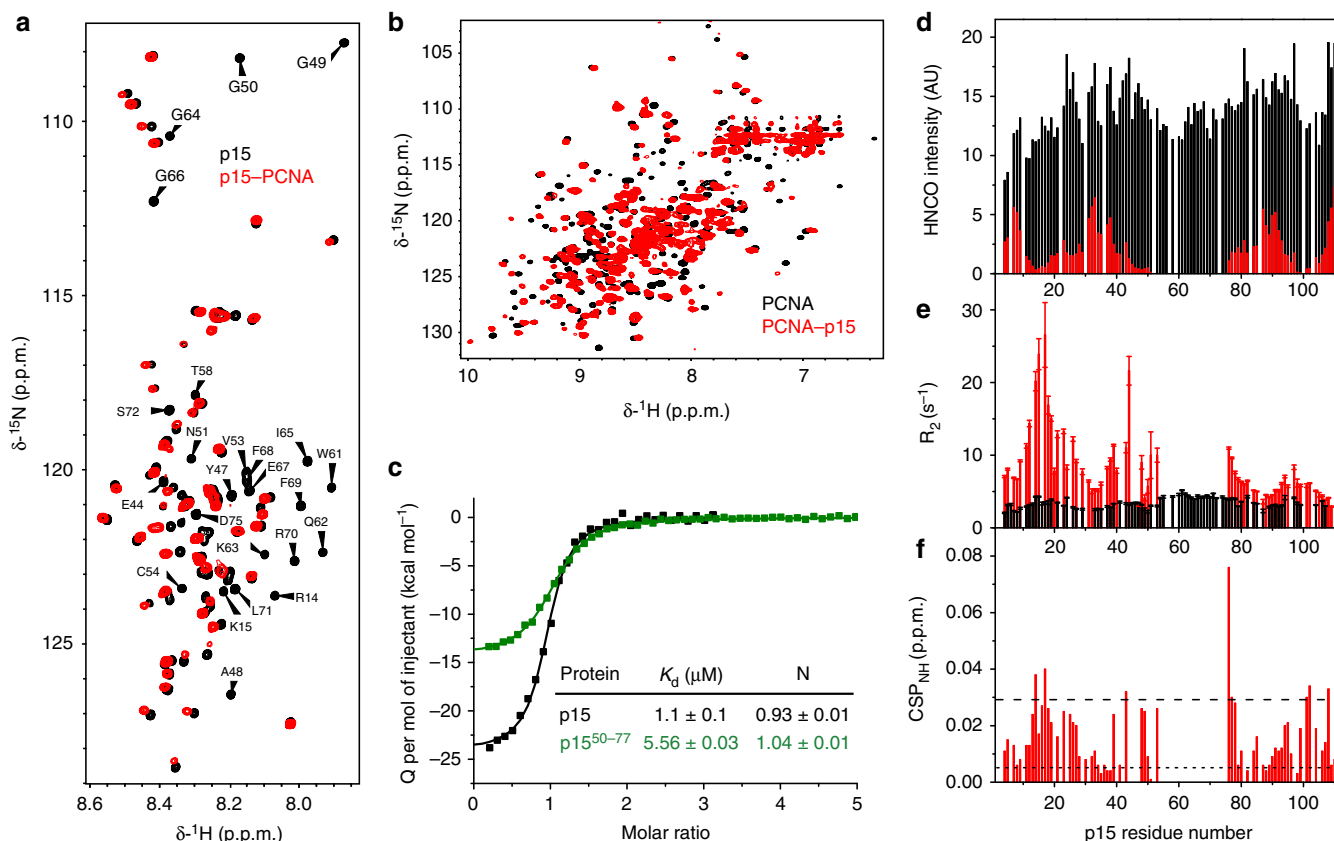 a
G49
G50
G64
p15
p15–PCNA
G66
T58
S72
N51
V53
F68
I65
W61
Y47
E67
F69
E44
D75
Q62
K63
R70
C54
L71
R14
K15
A48
110
115
120
125
δ-¹⁵N (p.p.m.)
8.6 8.4 8.2 8.0
δ-¹H (p.p.m.)
b
105
110
115
120
125
130
δ-¹⁵N (p.p.m.)
PCNA
PCNA–p15
10 9 8 7
δ-¹H (p.p.m.)
c
0
−5
−10
−15
−20
−25
Q per mol of injectant (kcal mol⁻¹)
Protein K_d (μM) N
p15 1.1 ± 0.1 0.93 ± 0.01
p15⁵⁰⁻⁷⁷ 5.56 ± 0.03 1.04 ± 0.01
0 1 2 3 4 5
Molar ratio
d
20
15
10
5
0
HNCO intensity (AU)
20 40 60 80 100
e
30
20
10
0
R₂ (s⁻¹)
20 40 60 80 100
f
0.08
0.06
0.04
0.02
0.00
CSP_NH (p.p.m.)
20 40 60 80 100
p15 residue number